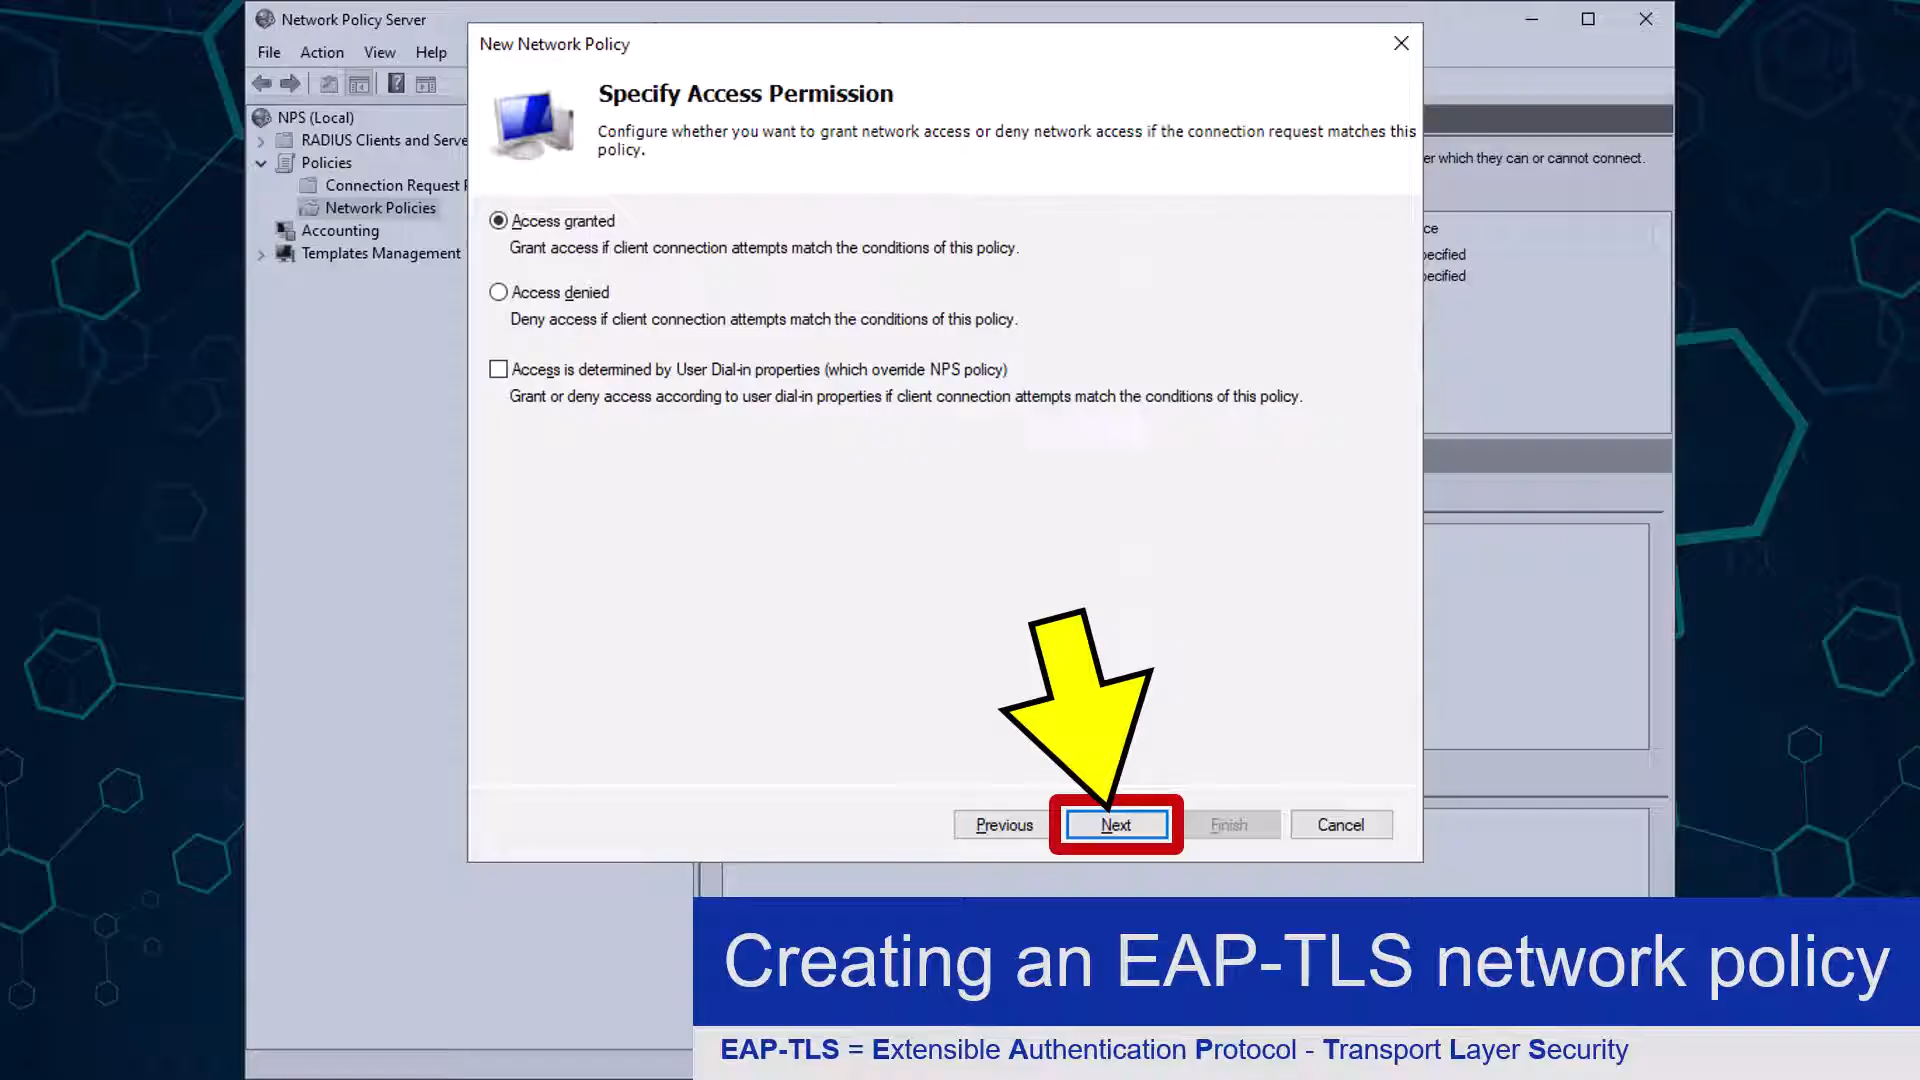 Network Policy Server
File Action View Help
NPS (Local)
RADIUS Clients and Serve
Policies
Connection Request P
Network Policies
Accounting
Templates Management
New Network Policy
Specify Access Permission
Configure whether you want to grant network access or deny network access if the connection request matches this
policy.
Access granted
Grant access if client connection attempts match the conditions of this policy.
Access denied
Deny access if client connection attempts match the conditions of this policy.
Access is determined by User Dial-in properties (which override NPS policy)
Grant or deny access according to user dial-in properties if client connection attempts match the conditions of this policy.
Previous Next Finish Cancel
er which they can or cannot connect.
ce
pecified
pecified
Creating an EAP-TLS network policy
EAP-TLS = Extensible Authentication Protocol - Transport Layer Security